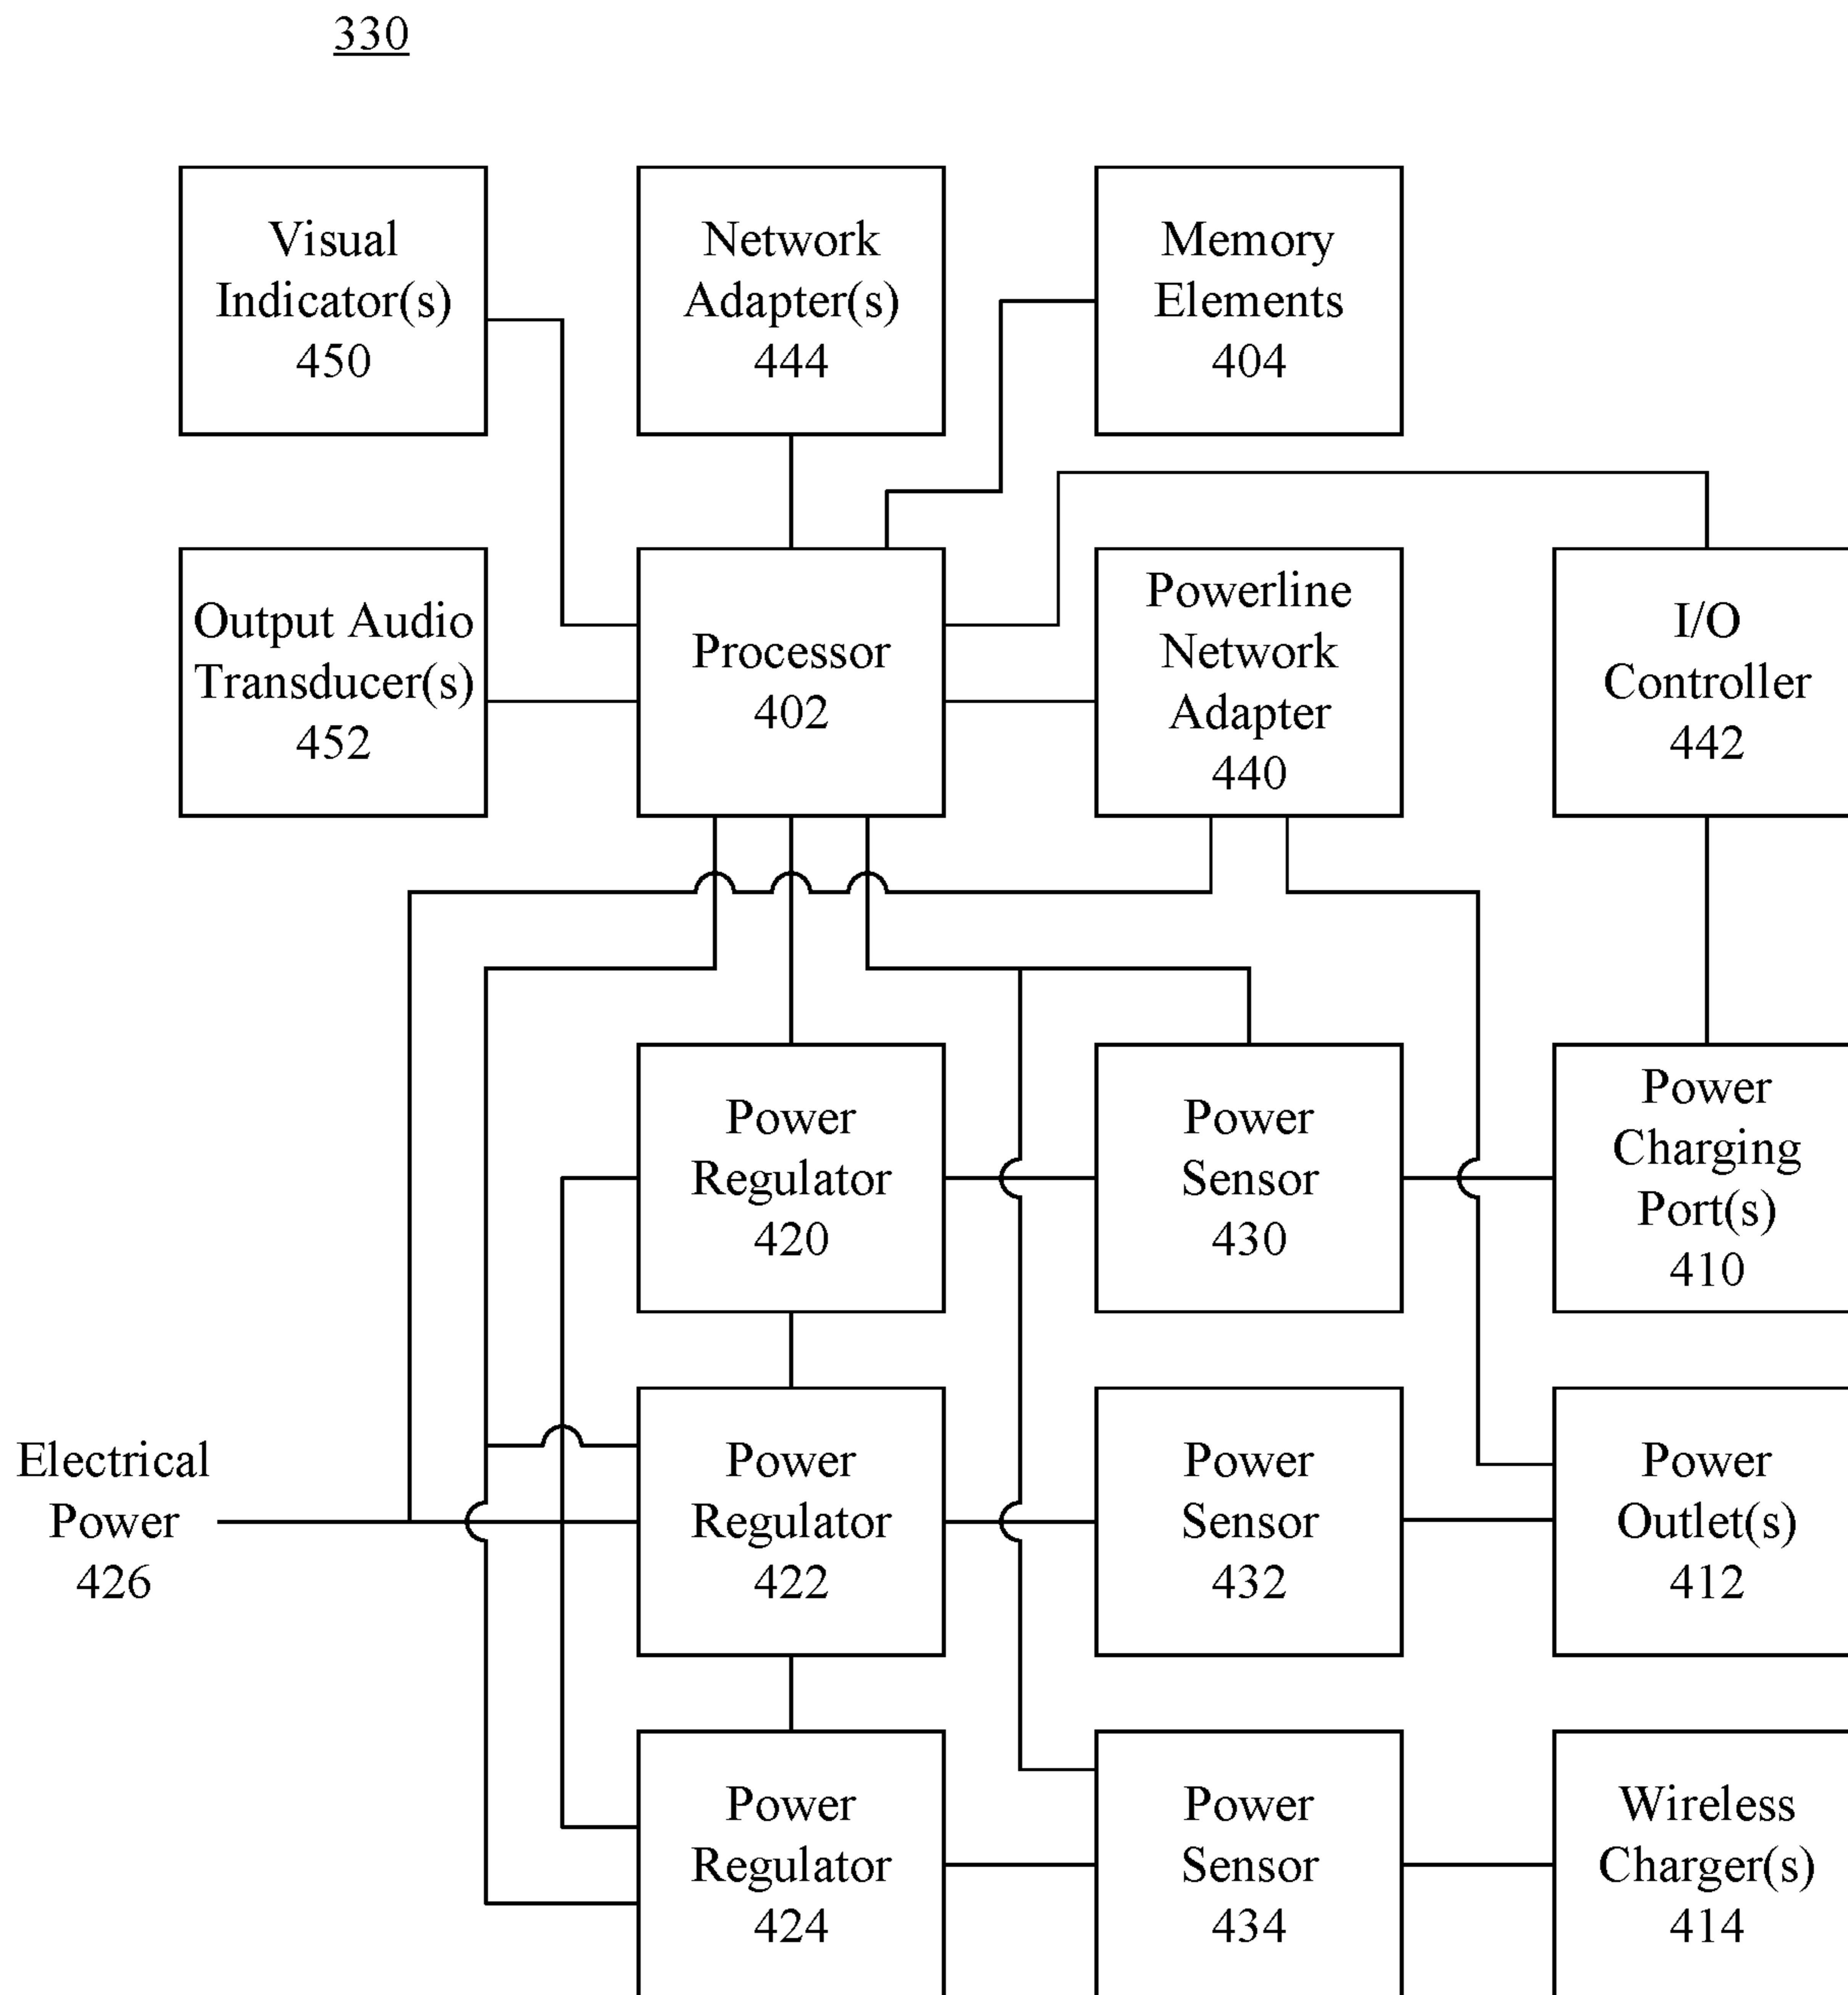 330
Visual
Indicator(s)
450
Network
Adapter(s)
444
Memory
Elements
404
Output Audio
Transducer(s)
452
Processor
402
Powerline
Network
Adapter
440
I/O
Controller
442
Power
Regulator
420
Power
Sensor
430
Power
Charging
Port(s)
410
Electrical
Power
426
Power
Regulator
422
Power
Sensor
432
Power
Outlet(s)
412
Power
Regulator
424
Power
Sensor
434
Wireless
Charger(s)
414